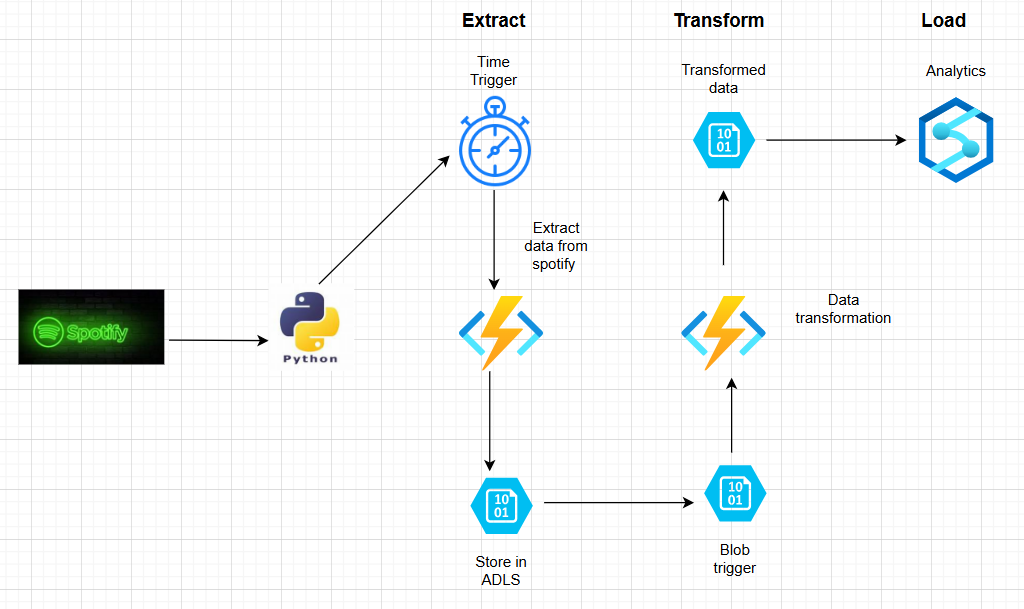 Extract
Transform
Load
Time
Trigger
Transformed
data
Analytics
10
01
Extract
data from
spotify
Spotify
Python
Data
transformation
10
01
10
01
Store in
ADLS
Blob
trigger